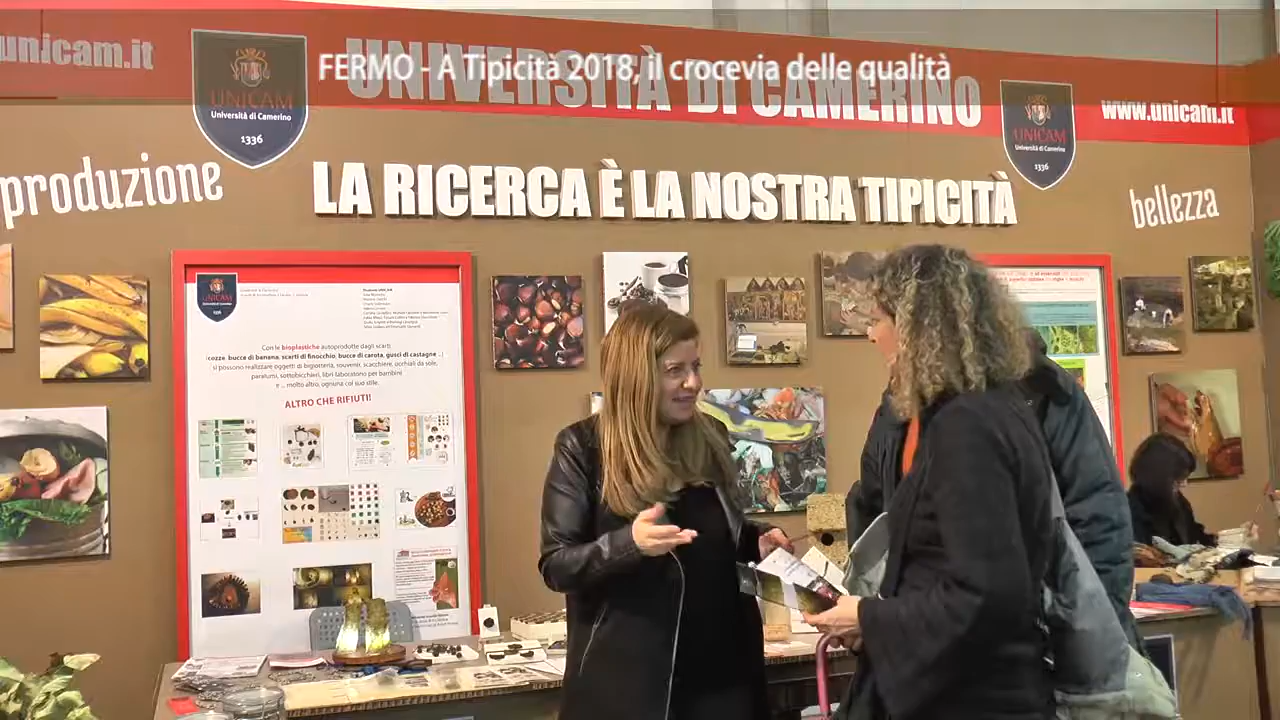 unicam.it
FERMO - A Tipicità 2018, il crocevia delle qualità
UNIVERSITÀ DI CAMERINO
www.unicam.it
UNICAM
Università di Camerino
1336
UNICAM
Università di Camerino
1336
produzione
LA RICERCA È LA NOSTRA TIPICITÀ
bellezza
UNICAM
1336
Con le bioplastiche autoprodotte dagli scarti
(cozze, bucce di banana, scarti di finocchio, bucce di carota, gusci di castagne ...)
si possono realizzare oggetti di bigiotteria, souvenir, scacchiere, occhiali da sole,
paralumi, sottobicchieri, libri-laboratorio per bambini
e ... molto altro, ognuna col suo stile.
ALTRO CHE RIFIUTI!